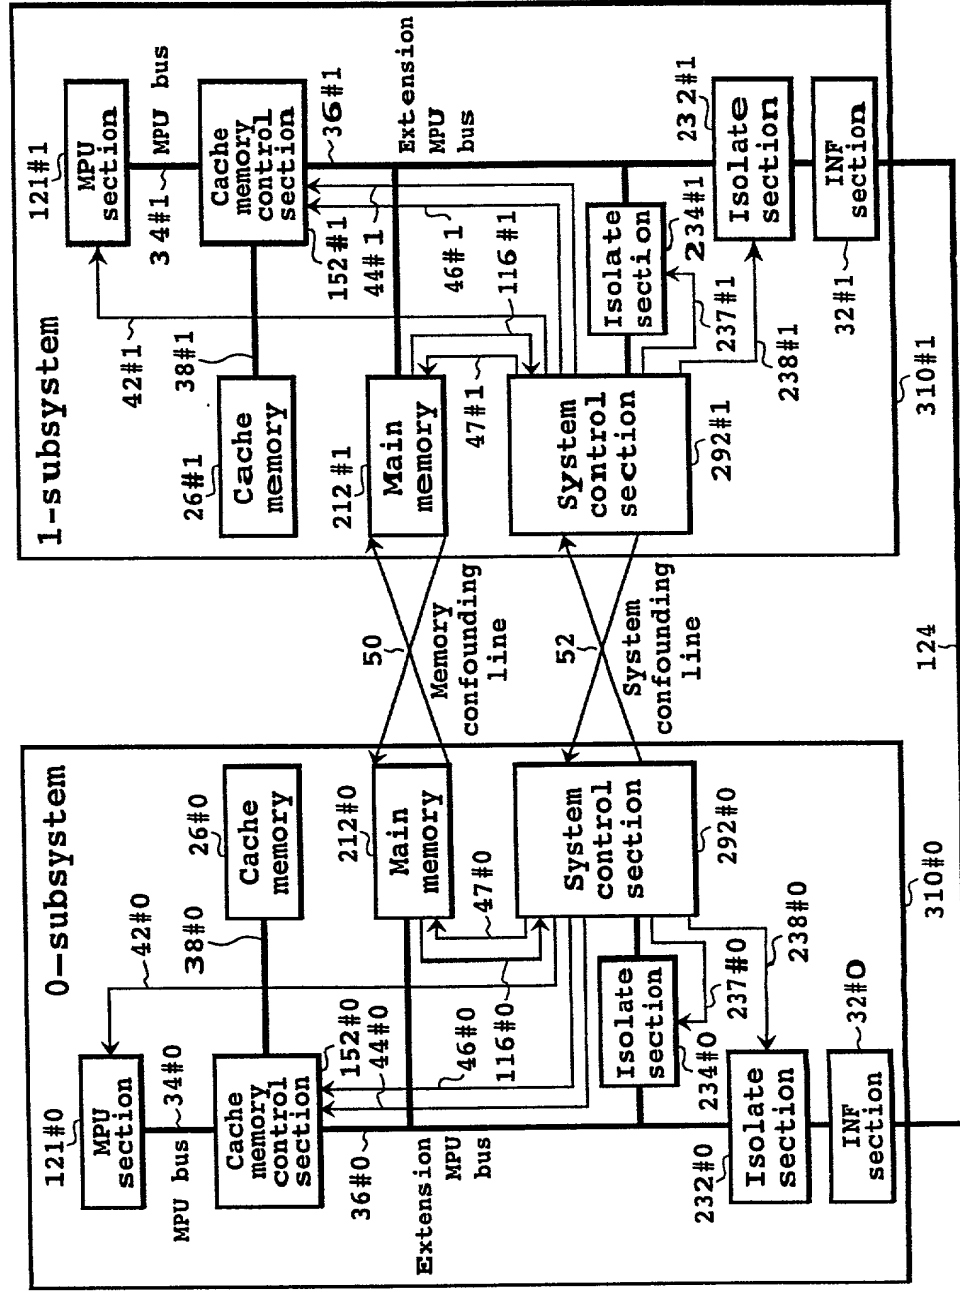 0-subsystem
121#0
MPU
section
MPU bus
34#0
42#0
Cache
memory
control
section
38#0
26#0
Cache
memory
152#0
44#0
36#0
46#0
116#0
47#0
212#0
Main
memory
Extension
MPU
bus
System
control
section
292#0
Isolate
section
234#0
237#0
238#0
232#0
Isolate
section
INF
section
32#0
310#0
50
Memory
confounding
line
52
System
confounding
line
124
1-subsystem
121#1
MPU
section
34#1
MPU bus
42#1
38#1
26#1
Cache
memory
Cache
memory
control
section
152#1
44#1
36#1
46#1
116#1
47#1
212#1
Main
memory
Extension
MPU
bus
System
control
section
292#1
Isolate
section
234#1
237#1
238#1
232#1
Isolate
section
INF
section
32#1
310#1